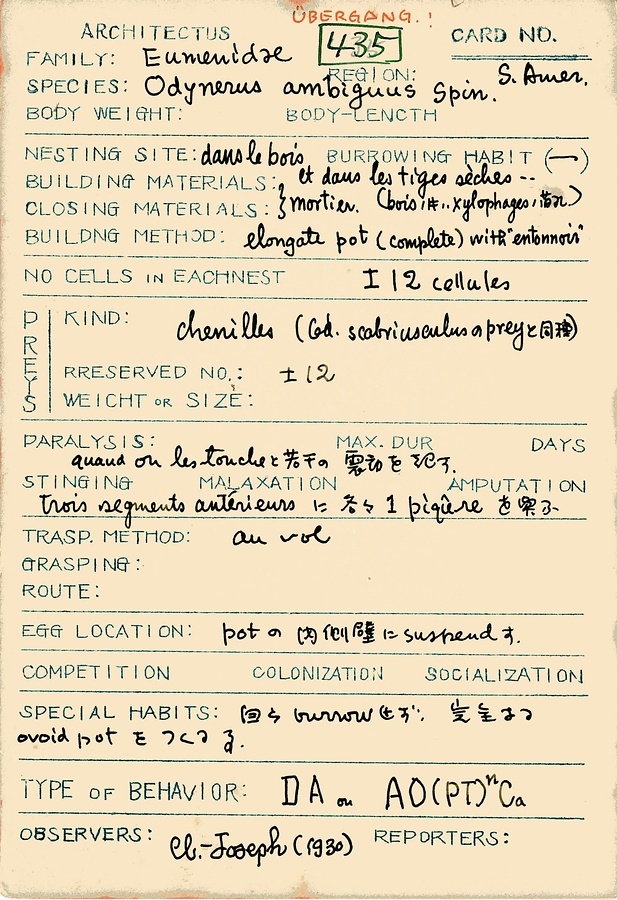 ÜBERGANG.!
ARCHITECTUS 435 CARD NO.
FAMILY: Eumenidae REGION: S. Amer.
SPECIES: Odynerus ambiguus Spin.
BODY WEIGHT: BODY-LENGTH
NESTING SITE: dans le bois BURROWING HABIT (—)
BUILDING MATERIALS: et dans les tiges sèches --
CLOSING MATERIALS: } mortier. (bois, xylophages,
BUILDNG METHOD: elongate pot (complete) with "entonnoir"
NO CELLS IN EACHNEST ±12 cellules
PREYS
KIND: chenilles (Od. scabriusculus の prey と同種)
RRESERVED NO.: ±12
WEICHT OR SIZE:
PARALYSIS: MAX. DUR DAYS
quand on les touche と若干の震動を起す.
STINGING MALAXATION AMPUTATION
trois segments antérieurs に各々1 piqûre を
TRASP. METHOD: au vol
GRASPING:
ROUTE:
EGG LOCATION: pot の内側壁に suspend す.
COMPETITION COLONIZATION SOCIALIZATION
SPECIAL HABITS: 自ら burrow せず, 完全なる
ovoid pot をつくる
TYPE OF BEHAVIOR: DA ou AO(PT)ⁿCa
OBSERVERS: Cl.-Joseph (1930) REPORTERS: